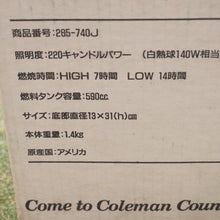 商品番号：285-740J
照明度：220キャンドルパワー （白熱球140W相当
燃焼時間：HIGH 7時間 LOW 14時間
燃料タンク容量：590cc
サイズ：底部直径13×31(h)cm
本体重量：1.4kg
原産国：アメリカ
Come to Coleman Coun